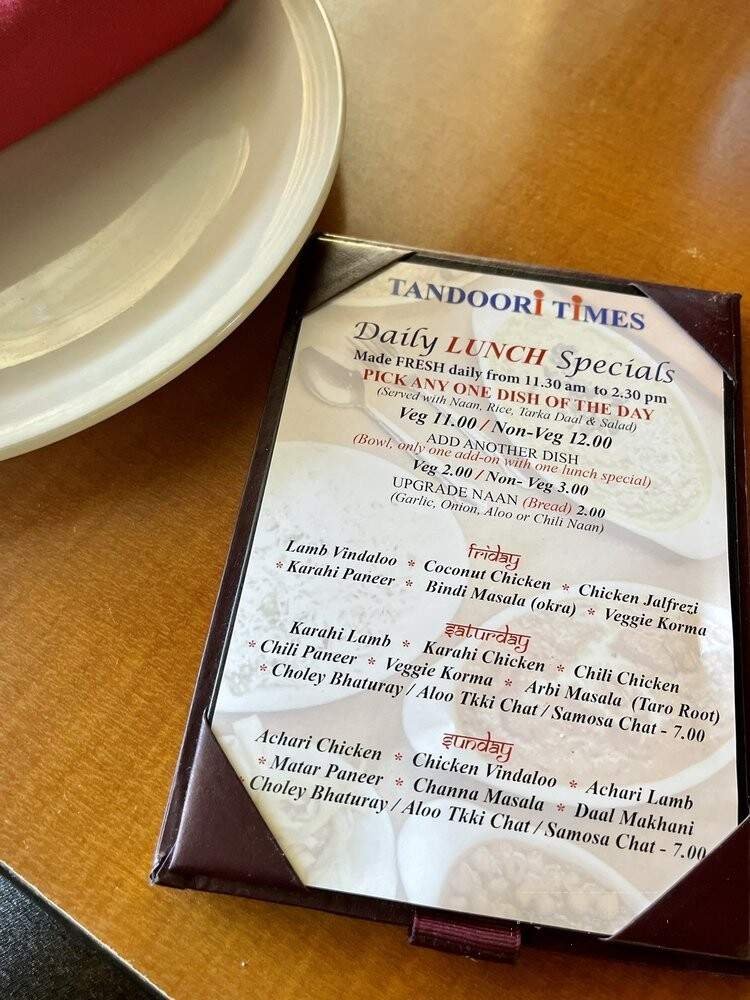 TANDOORi TiMES
Daily LUNCH Specials
Made FRESH daily from 11.30 am to 2.30 pm
PICK ANY ONE DISH OF THE DAY
(Served with Naan, Rice, Tarka Daal & Salad)
Veg 11.00 / Non-Veg 12.00
ADD ANOTHER DISH
(Bowl, only one add-on with one lunch special)
Veg 2.00 / Non- Veg 3.00
UPGRADE NAAN (Bread) 2.00
(Garlic, Onion, Aloo or Chili Naan)
friday
Lamb Vindaloo * Coconut Chicken * Chicken Jalfrezi
* Karahi Paneer * Bindi Masala (okra) * Veggie Korma
saturday
Karahi Lamb * Karahi Chicken * Chili Chicken
* Chili Paneer * Veggie Korma * Arbi Masala (Taro Root)
* Choley Bhaturay / Aloo Tkki Chat / Samosa Chat - 7.00
sunday
Achari Chicken * Chicken Vindaloo * Achari Lamb
* Matar Paneer * Channa Masala * Daal Makhani
* Choley Bhaturay / Aloo Tkki Chat / Samosa Chat - 7.00